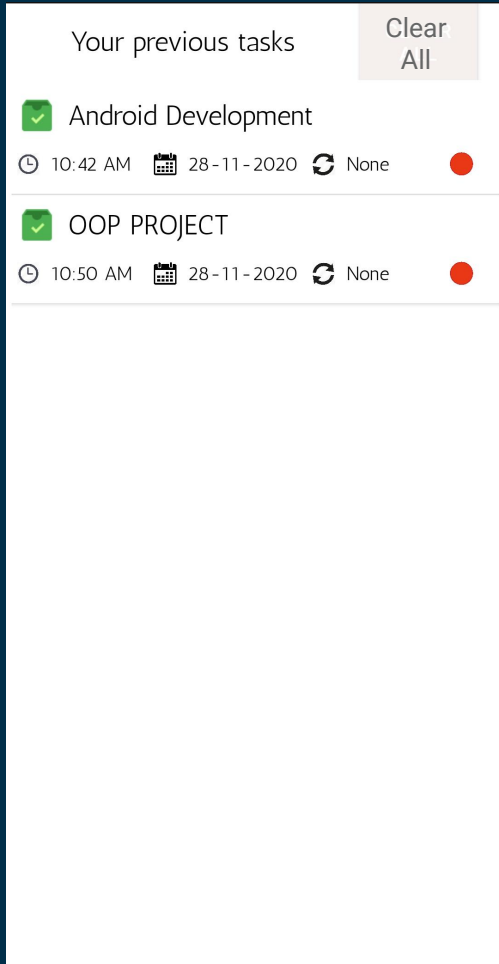 Your previous tasks
Clear
All
Android Development
10:42 AM 28-11-2020 None
OOP PROJECT
10:50 AM 28-11-2020 None